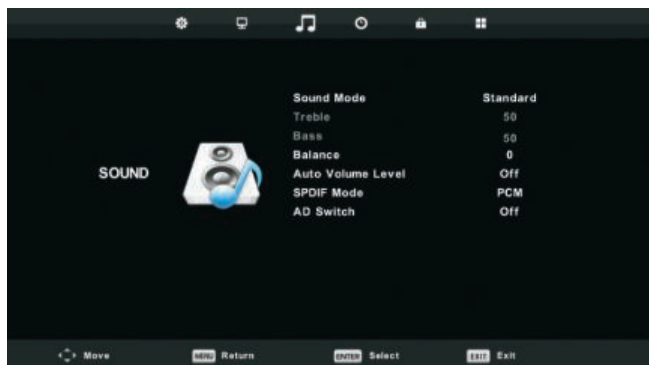 Sound Mode Standard
Treble 50
Bass 50
Balance 0
SOUND
Auto Volume Level Off
SPDIF Mode PCM
AD Switch Off
Move MENU Return ENTER Select EXIT Exit